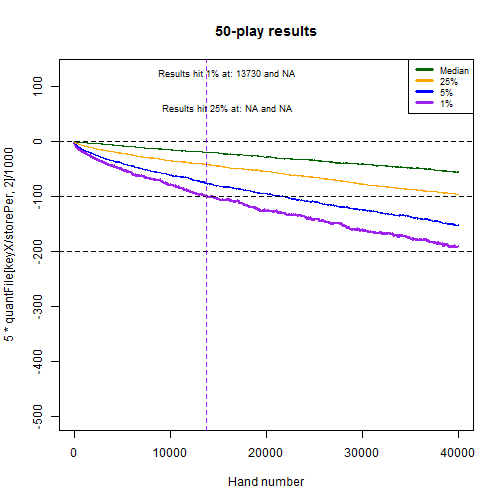 50-play results
Results hit 1% at: 13730 and NA
Results hit 25% at: NA and NA
Median
25%
5%
1%
5 * quantFile[keyX/storePer, 2]/1000
100
0
-100
-200
-300
-400
-500
0 10000 20000 30000 40000
Hand number